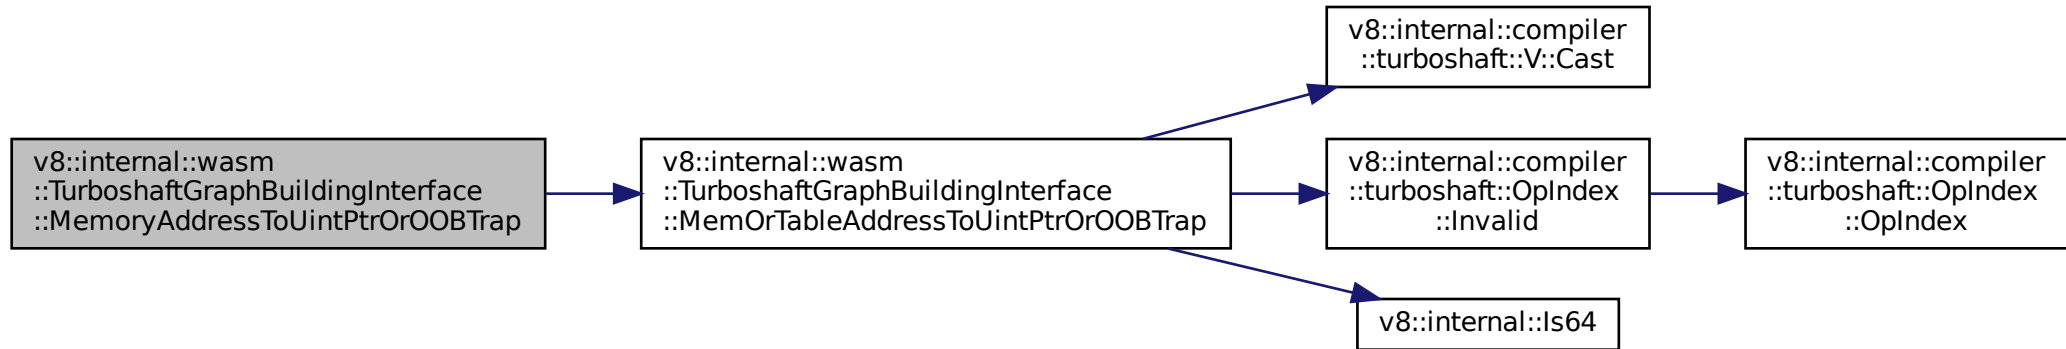 v8::internal::wasm
::TurboshaftGraphBuildingInterface
::MemoryAddressToUintPtrOrOOBTrap
v8::internal::wasm
::TurboshaftGraphBuildingInterface
::MemOrTableAddressToUintPtrOrOOBTrap
v8::internal::compiler
::turboshaft::V::Cast
v8::internal::compiler
::turboshaft::OpIndex
::Invalid
v8::internal::compiler
::turboshaft::OpIndex
::OpIndex
v8::internal::Is64